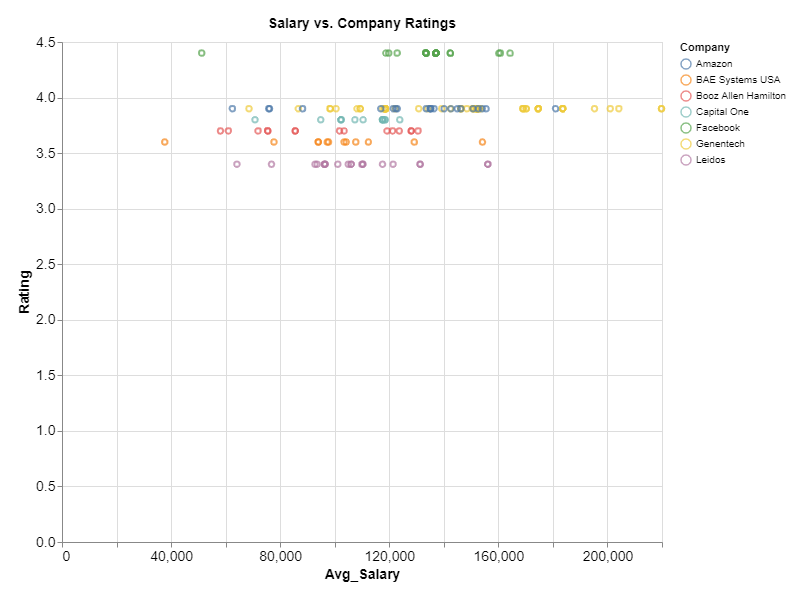 Salary vs. Company Ratings
Company
Amazon
BAE Systems USA
Booz Allen Hamilton
Capital One
Facebook
Genentech
Leidos
4.5
4.0
3.5
3.0
2.5
2.0
1.5
1.0
0.5
0.0
Rating
0 40,000 80,000 120,000 160,000 200,000
Avg_Salary